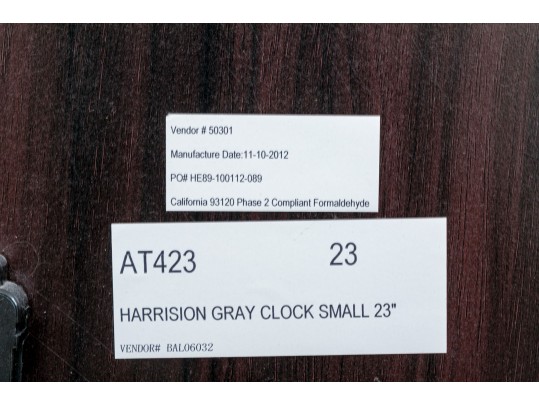 Vendor # 50301
Manufacture Date:11-10-2012
PO# HE89-100112-089
California 93120 Phase 2 Compliant Formaldehyde
AT423 23
HARRISION GRAY CLOCK SMALL 23"
VENDOR# BAL06032